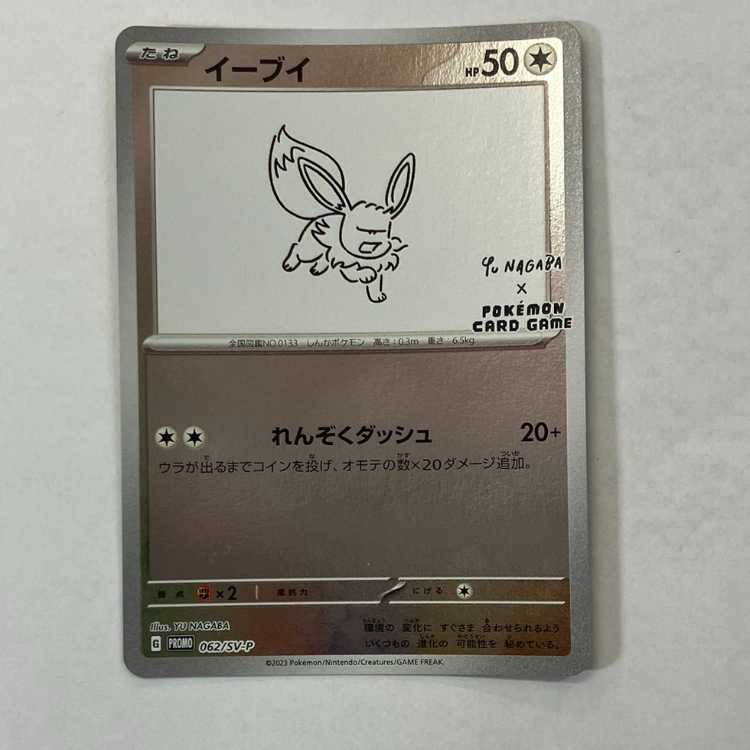 たね イーブイ HP50
Yu NAGABA
×
POKÉMON
CARD GAME
全国図鑑NO.0133 しんかポケモン 高さ:0.3m 重さ:6.5kg
れんぞくダッシュ 20+
ウラが出るまでコインを投げ、オモテの数×20ダメージ追加。
弱点 ×2 抵抗力 にげる
Illus. YU NAGABA
環境の 変化に すぐさま 合わせられるよう
いくつもの 進化の 可能性を 秘めている。
G PROMO 062/SV-P
©2023 Pokémon/Nintendo/Creatures/GAME FREAK.